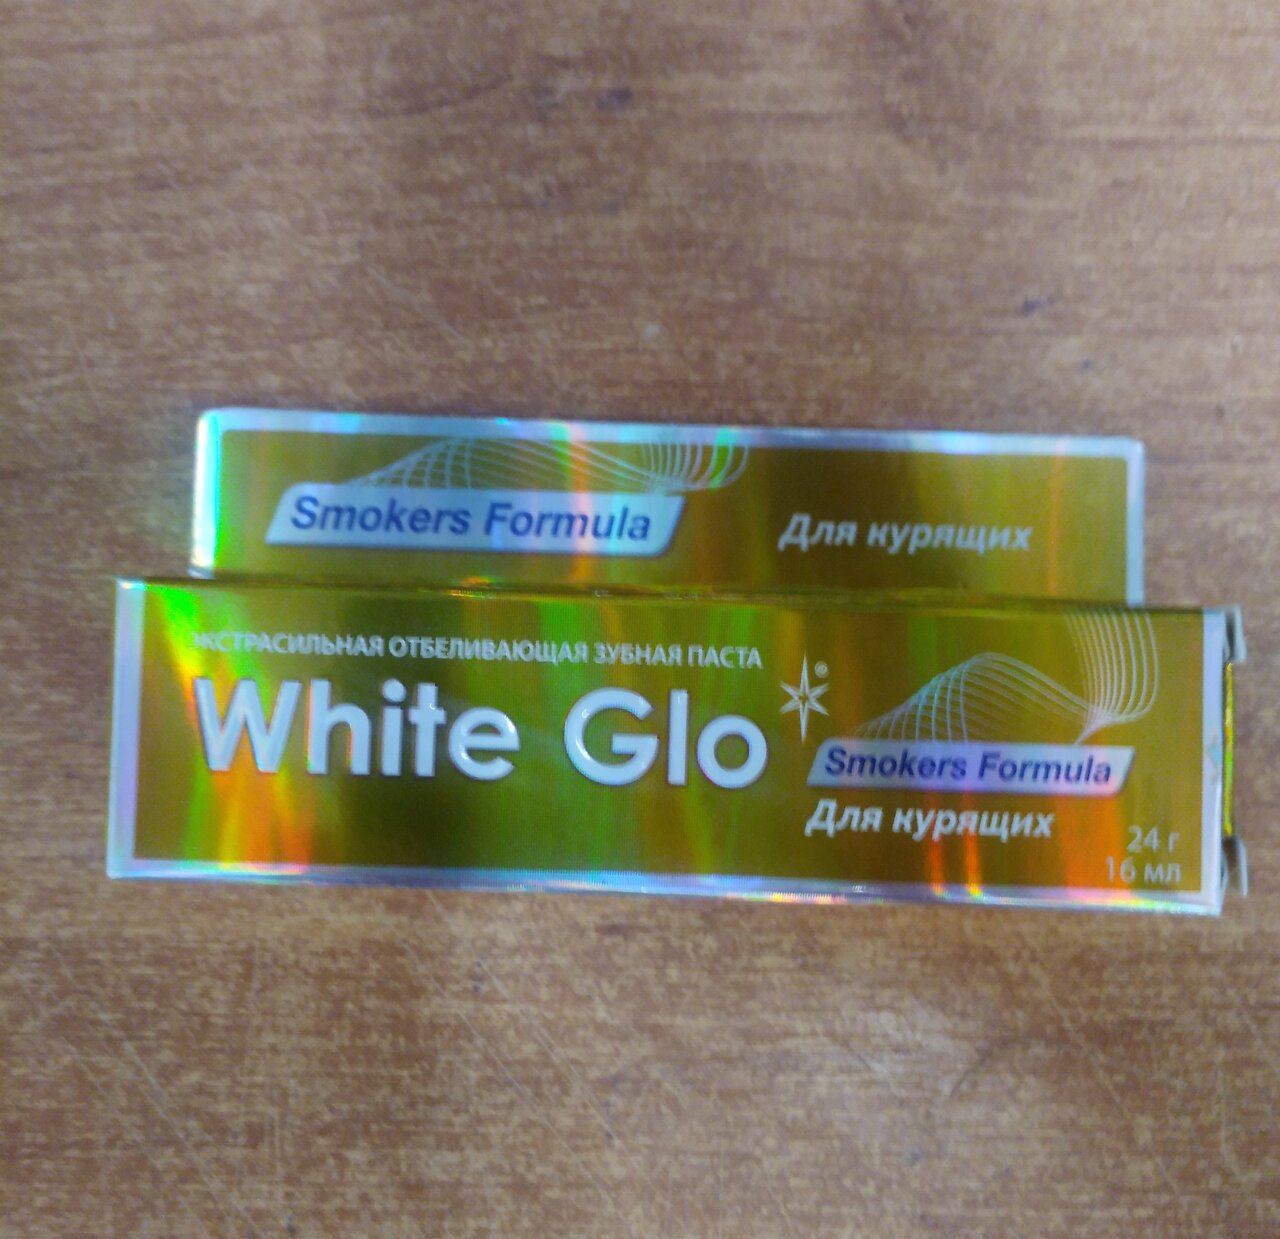 Smokers Formula
Для курящих
ЭКСТРАСИЛЬНАЯ ОТБЕЛИВАЮЩАЯ ЗУБНАЯ ПАСТА
White Glo®
Smokers Formula
Для курящих
24 г
16 мл